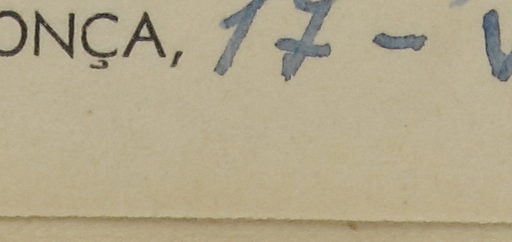 ONÇA, 17 - V